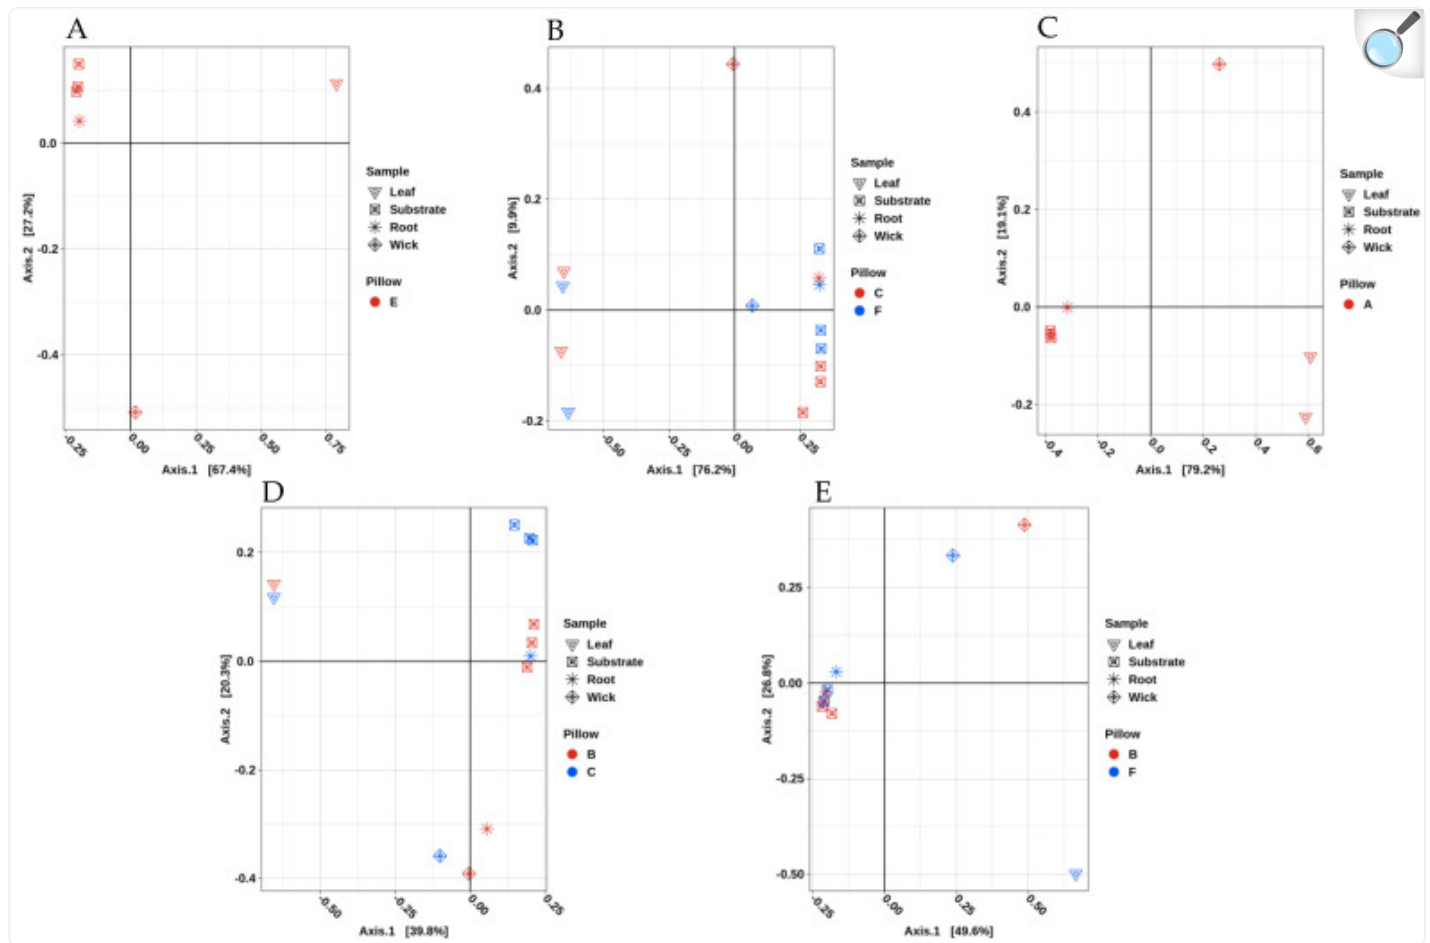 A
0.0
-0.2
-0.4
Axis.2 [27.2%]
-0.25
0.00
0.25
0.50
0.75
Axis.1 [67.4%]
Sample
Leaf
Substrate
Root
Wick
Pillow
E
B
0.4
0.2
0.0
-0.2
Axis.2 [9.9%]
-0.50
-0.25
0.00
0.25
Axis.1 [76.2%]
Sample
Leaf
Substrate
Root
Wick
Pillow
C
F
C
0.4
0.2
0.0
-0.2
Axis.2 [19.1%]
-0.4
-0.2
0.0
0.2
0.4
0.6
Axis.1 [79.2%]
Sample
Leaf
Substrate
Root
Wick
Pillow
A
D
0.2
0.0
-0.2
-0.4
Axis.2 [20.3%]
-0.50
-0.25
0.00
0.25
Axis.1 [39.8%]
Sample
Leaf
Substrate
Root
Wick
Pillow
B
C
E
0.25
0.00
-0.25
-0.50
Axis.2 [26.8%]
-0.25
0.00
0.25
0.50
Axis.1 [49.6%]
Sample
Leaf
Substrate
Root
Wick
Pillow
B
F